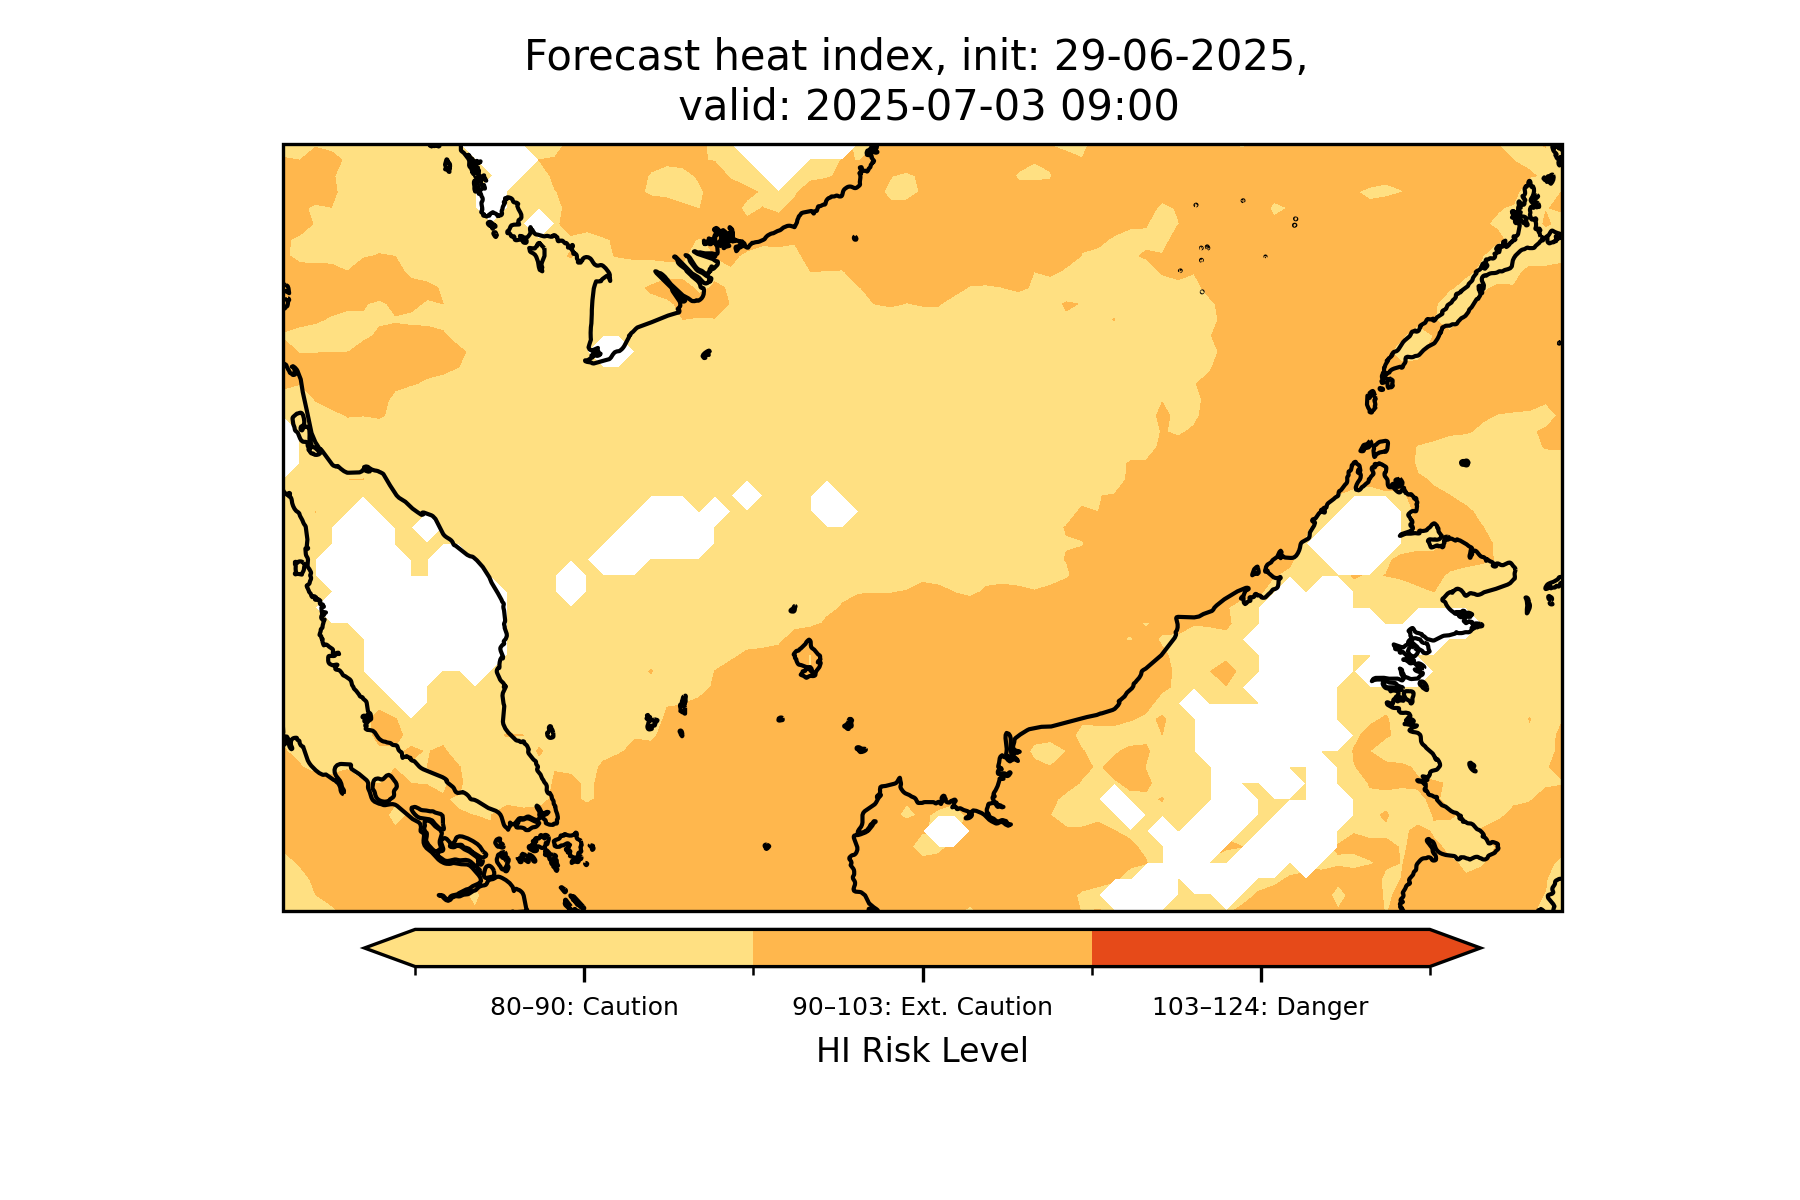 Forecast heat index, init: 29-06-2025,
valid: 2025-07-03 09:00
80–90: Caution
90–103: Ext. Caution
103–124: Danger
HI Risk Level